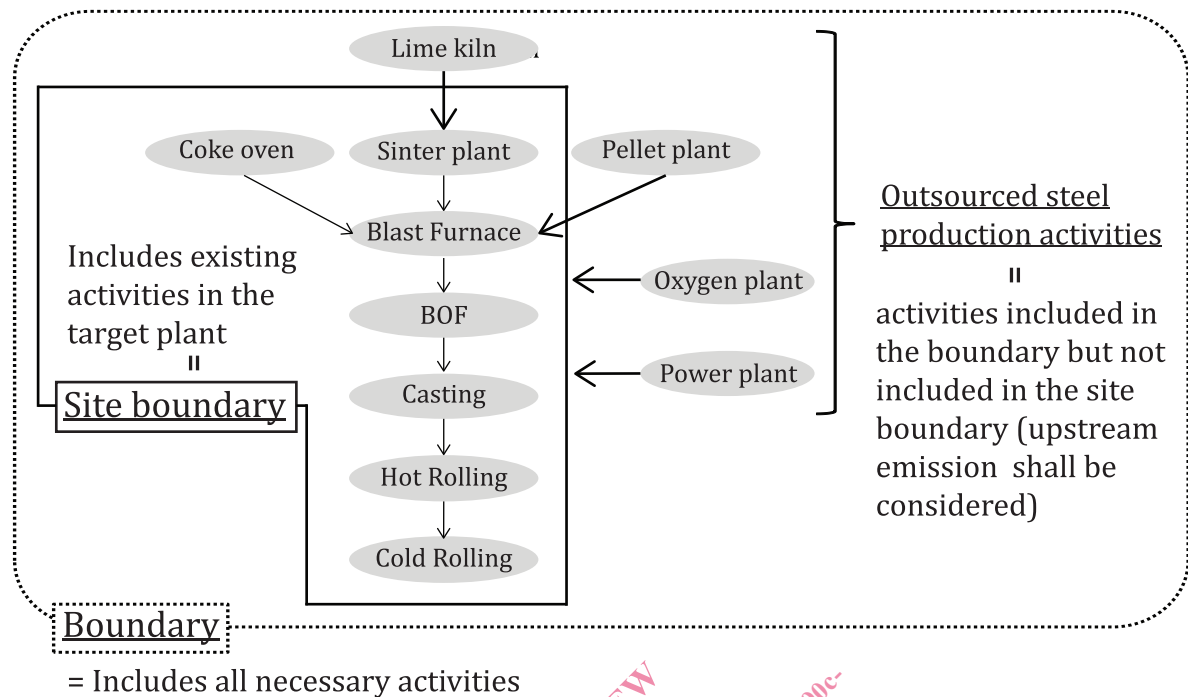 Lime kiln
Coke oven
Sinter plant
Pellet plant
Blast Furnace
Includes existing
activities in the
target plant
=
Site boundary
BOF
Oxygen plant
Casting
Power plant
Hot Rolling
Cold Rolling
Outsourced steel
production activities
=
activities included in
the boundary but not
included in the site
boundary (upstream
emission shall be
considered)
Boundary
= Includes all necessary activities